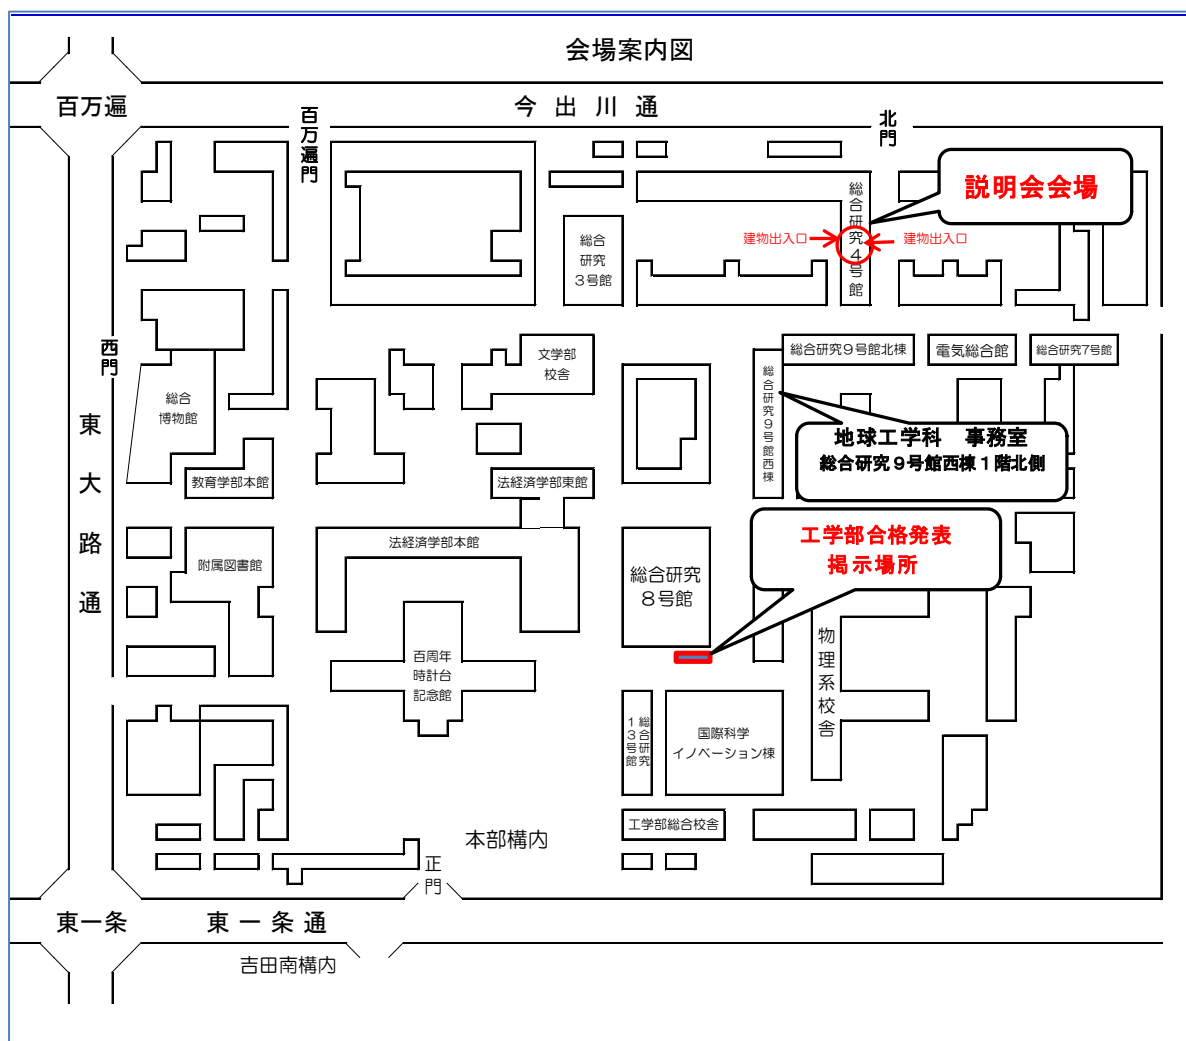 会場案内図
百万遍
今出川通
百万遍門
北門
説明会会場
総合研究4号館
建物出入口
建物出入口
総合
研究
3号館
西門
文学部
校舎
総合研究9号館北棟
電気総合館
総合研究7号館
総合
博物館
総合研究9号館西棟
地球工学科　事務室
総合研究9号館西棟1階北側
東大路通
教育学部本館
法経済学部東館
工学部合格発表
掲示場所
法経済学部本館
附属図書館
総合研究
8号館
物理系校舎
百周年
時計台
記念館
総合研究
13号館
国際科学
イノベーション棟
工学部総合校舎
本部構内
正門
東一条
東一条通
吉田南構内